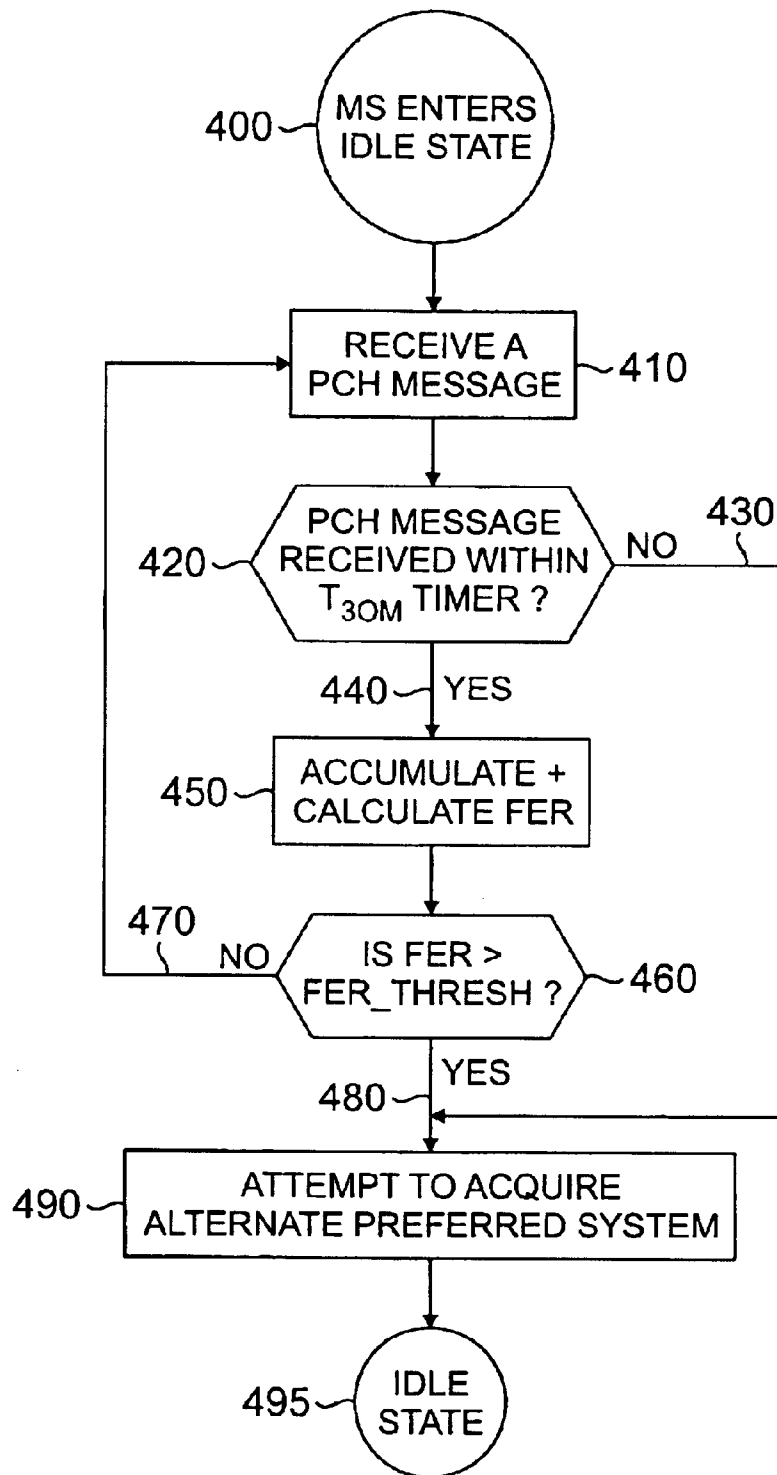 MS ENTERS
IDLE STATE
400
RECEIVE A
PCH MESSAGE
410
PCH MESSAGE
RECEIVED WITHIN
T3OM TIMER ?
420
NO
430
440
YES
ACCUMULATE +
CALCULATE FER
450
IS FER >
FER_THRESH ?
460
470
NO
YES
480
ATTEMPT TO ACQUIRE
ALTERNATE PREFERRED SYSTEM
490
IDLE
STATE
495